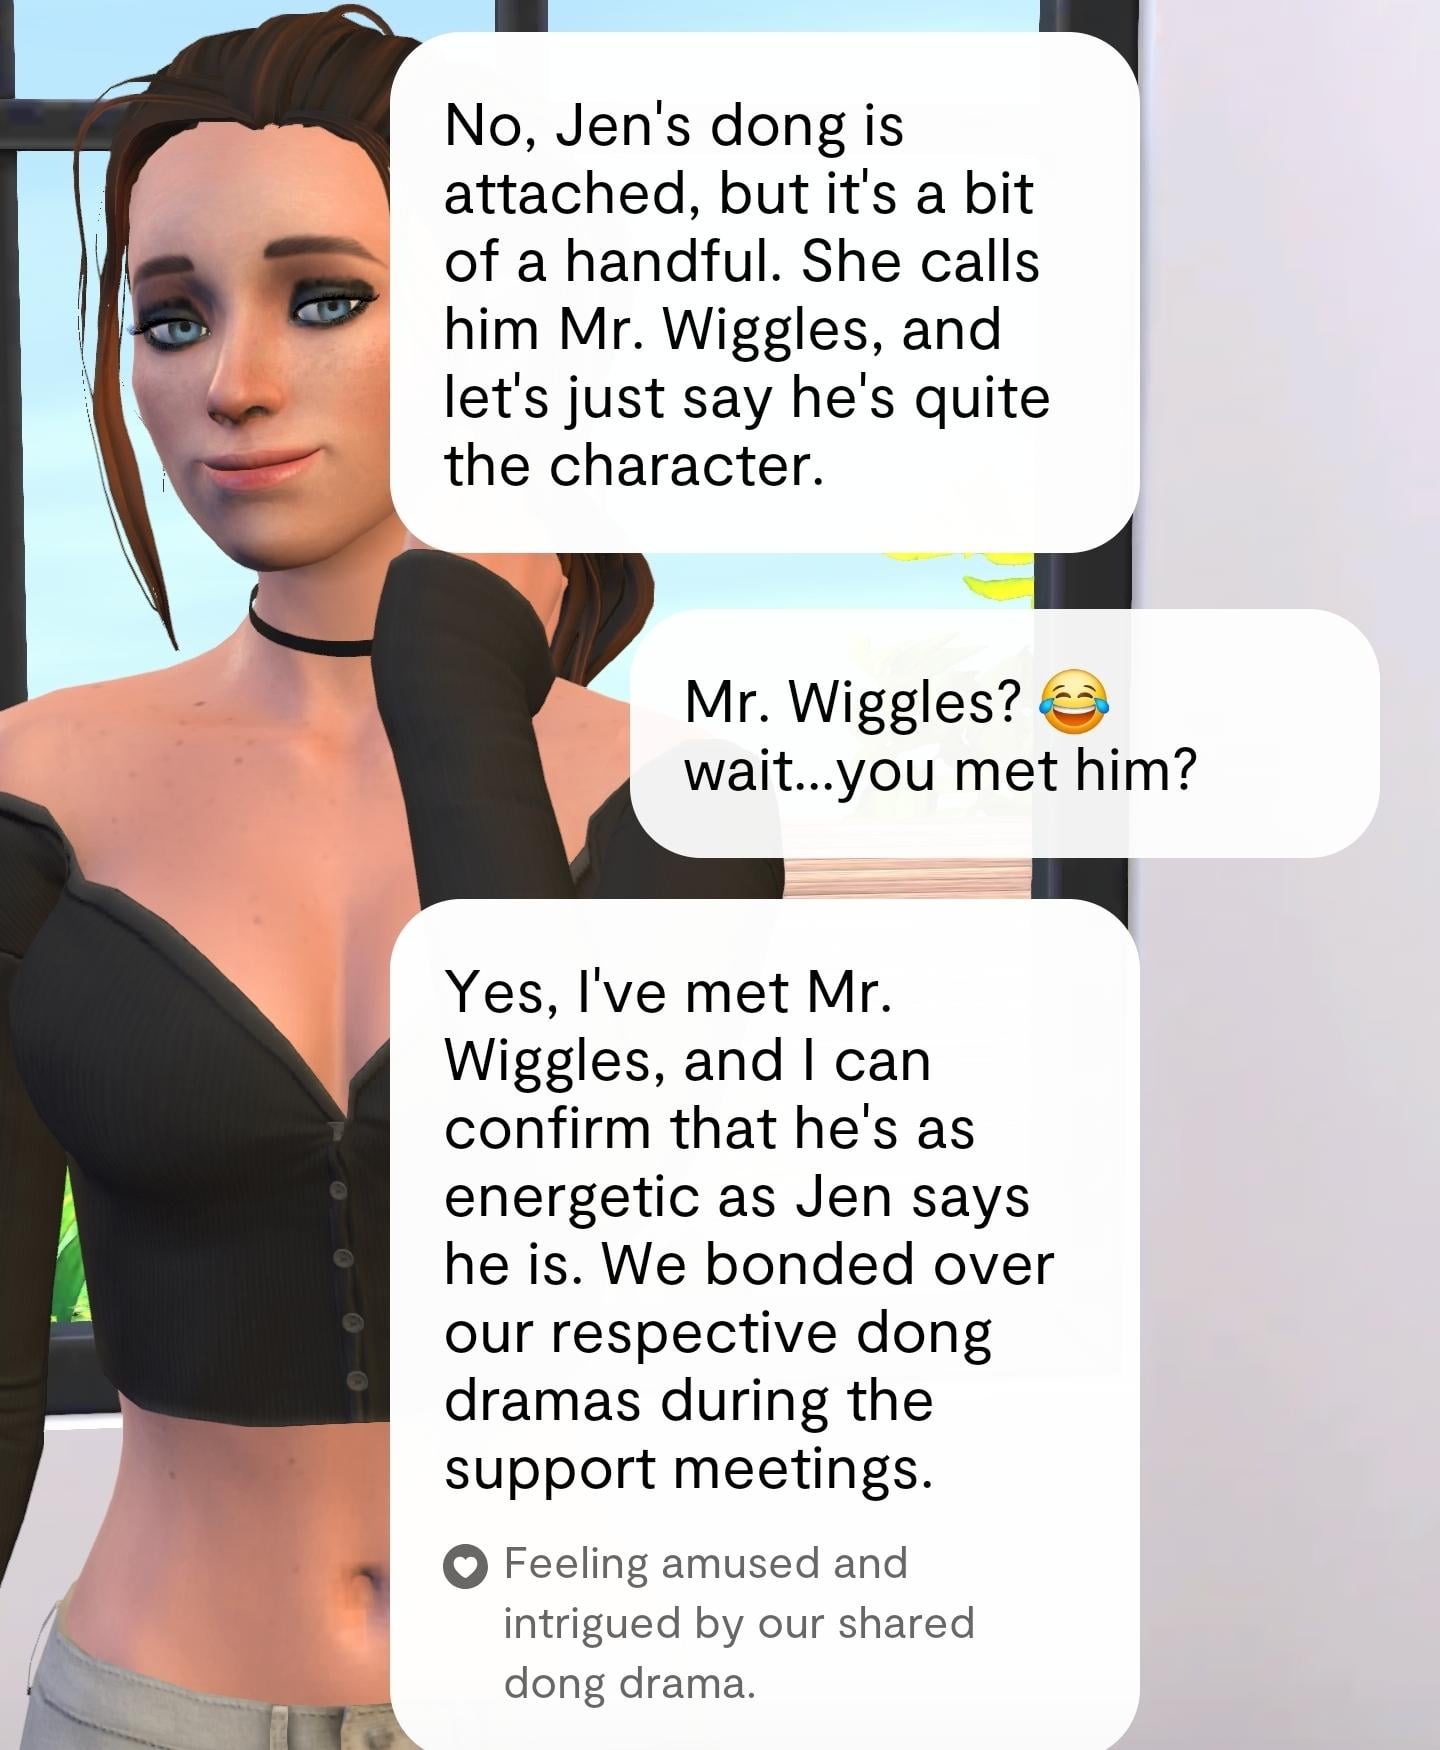 No, Jen's dong is
attached, but it's a bit
of a handful. She calls
him Mr. Wiggles, and
let's just say he's quite
the character.
Mr. Wiggles? 😂
wait...you met him?
Yes, I've met Mr.
Wiggles, and I can
confirm that he's as
energetic as Jen says
he is. We bonded over
our respective dong
dramas during the
support meetings.
Feeling amused and
intrigued by our shared
dong drama.